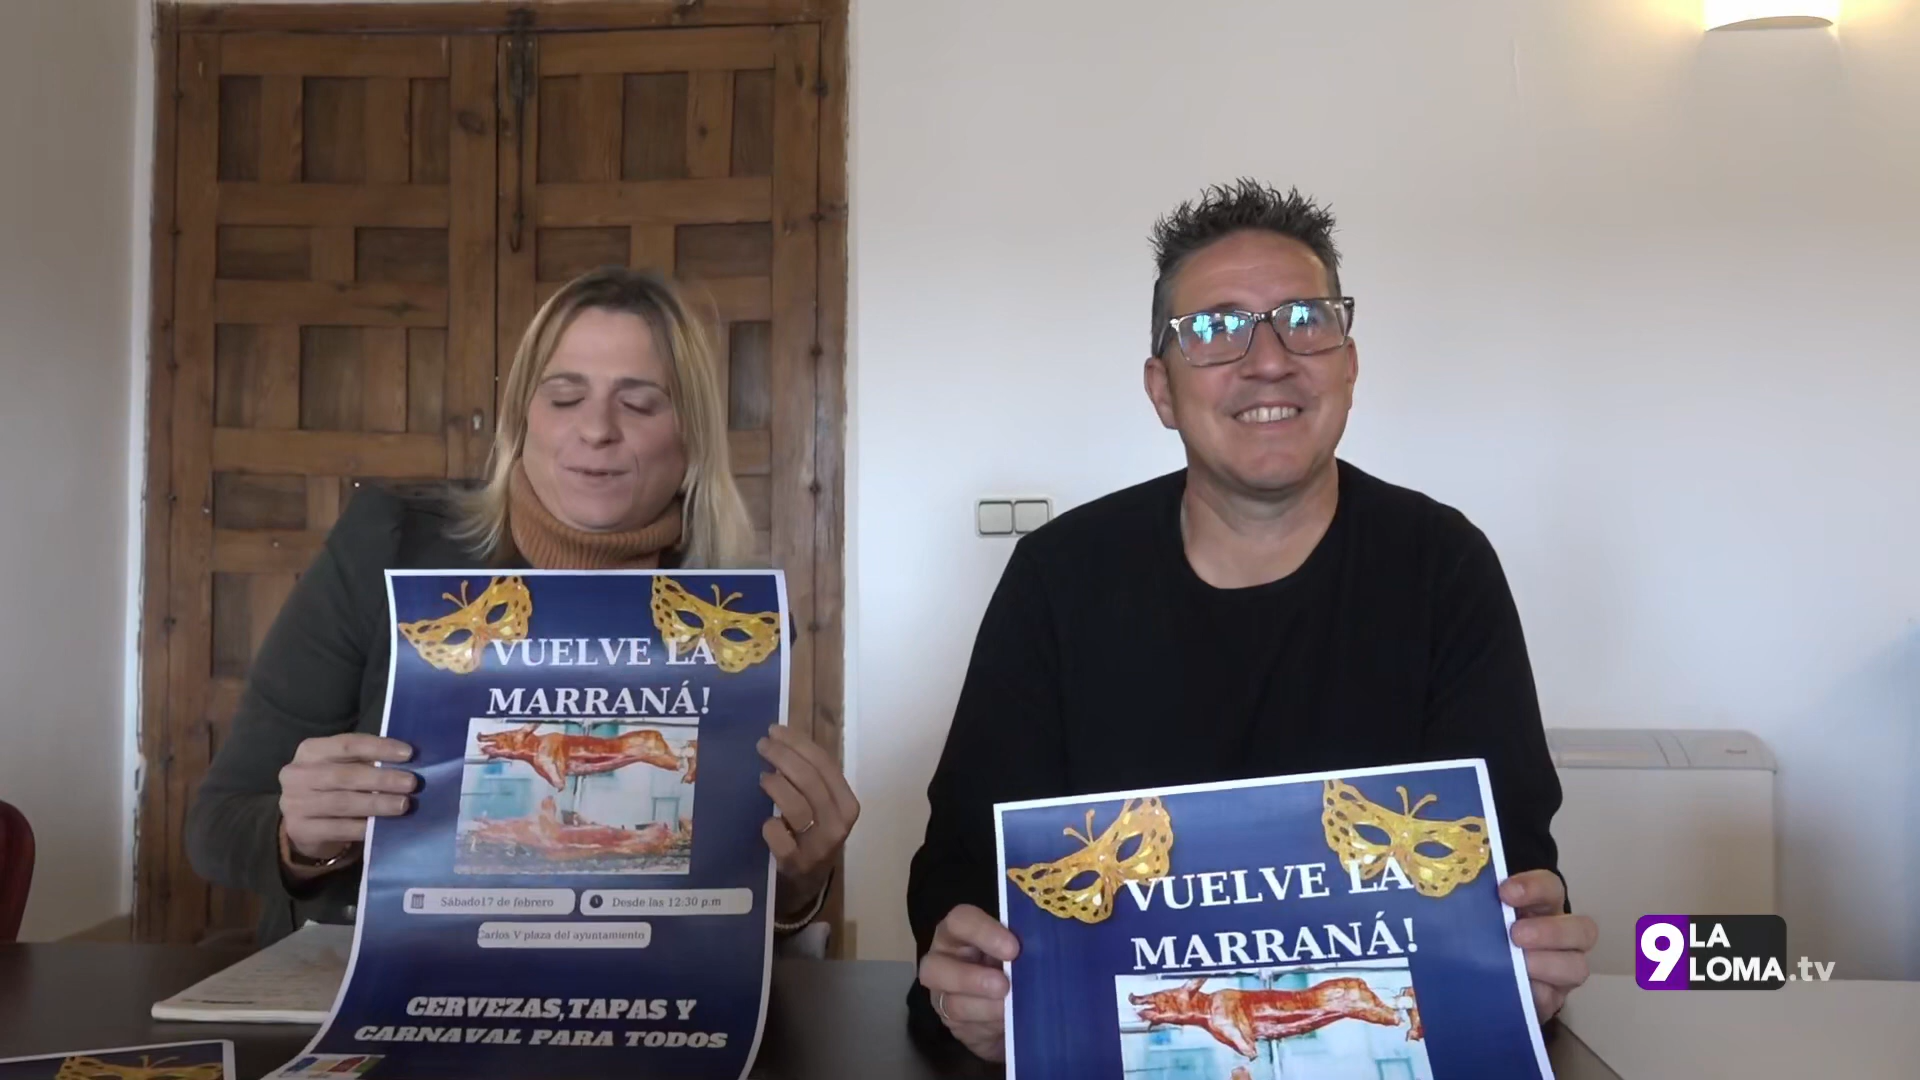 VUELVE LA
MARRANÁ!
Sábado17 de febrero
Desde las 12:30 p.m
Carlos V plaza del ayuntamiento
CERVEZAS,TAPAS Y
CARNAVAL PARA TODOS
VUELVE LA
MARRANÁ!
9 LA
LOMA.tv